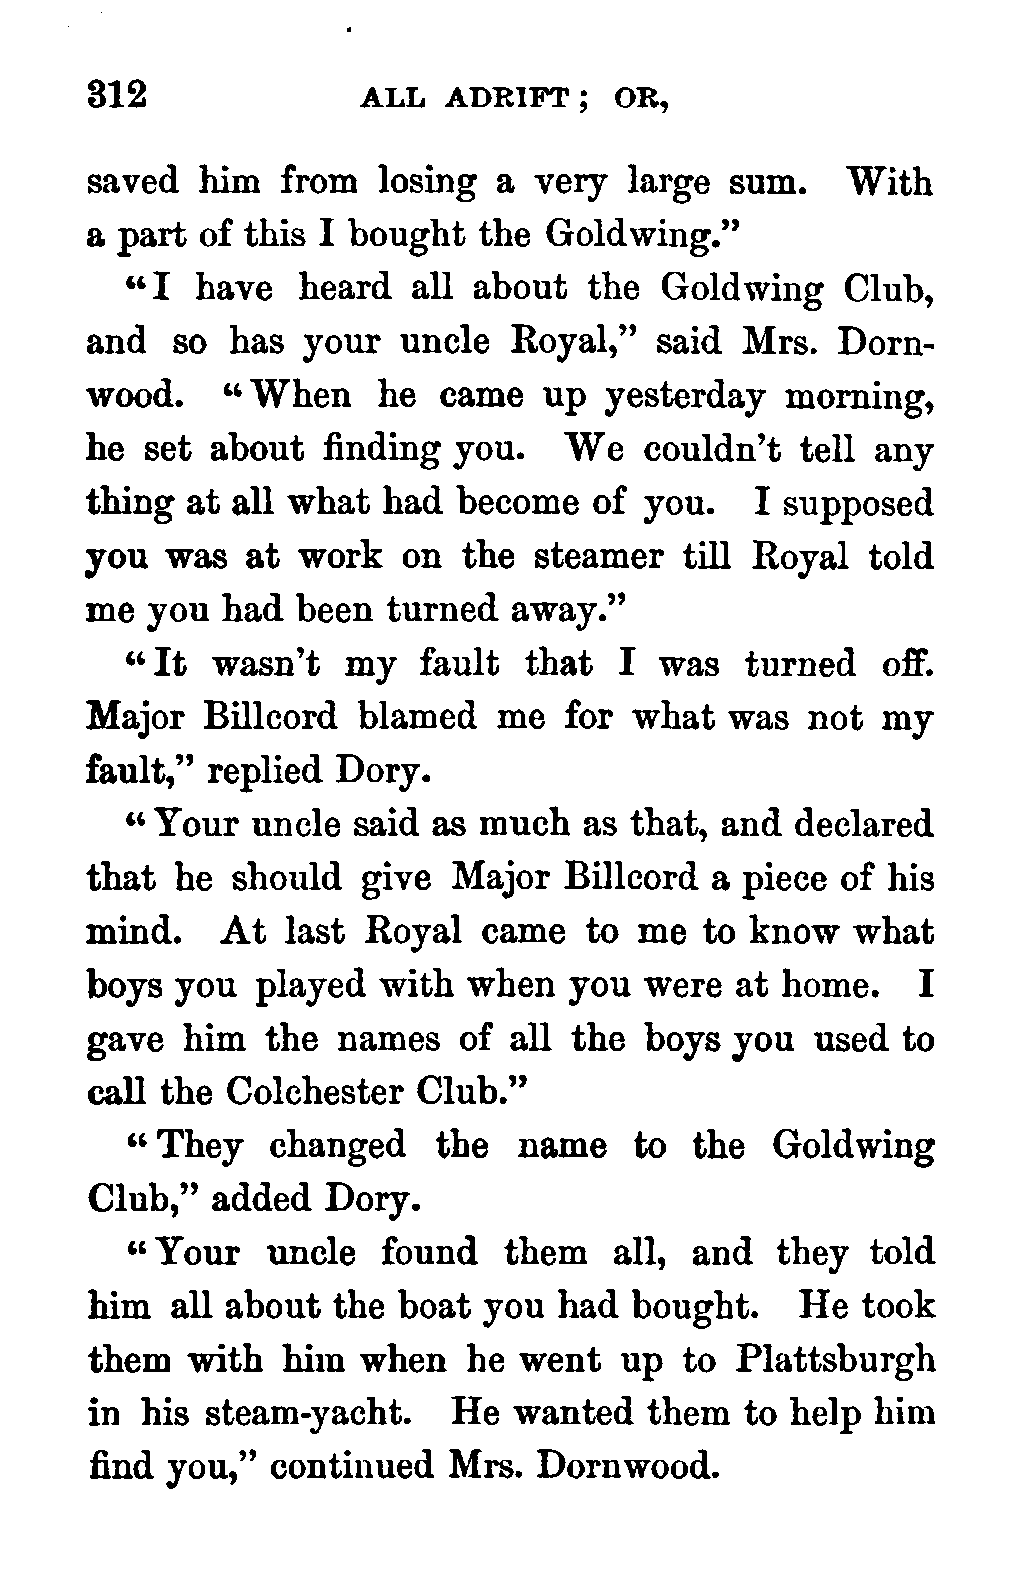 312 ALL ADRIFT; OR,
saved him from losing a very large sum. With
a part of this I bought the Goldwing.”
“I have heard all about the Goldwing Club,
and so has your uncle Royal,” said Mrs. Dorn-
wood. “When he came up yesterday morning,
he set about finding you. We couldn’t tell any
thing at all what had become of you. I supposed
you was at work on the steamer till Royal told
me you had been turned away.”
“It wasn’t my fault that I was turned off.
Major Billcord blamed me for what was not my
fault,” replied Dory.
“Your uncle said as much as that, and declared
that he should give Major Billcord a piece of his
mind. At last Royal came to me to know what
boys you played with when you were at home. I
gave him the names of all the boys you used to
call the Colchester Club.”
“They changed the name to the Goldwing
Club,” added Dory.
“Your uncle found them all, and they told
him all about the boat you had bought. He took
them with him when he went up to Plattsburgh
in his steam-yacht. He wanted them to help him
find you,” continued Mrs. Dornwood.